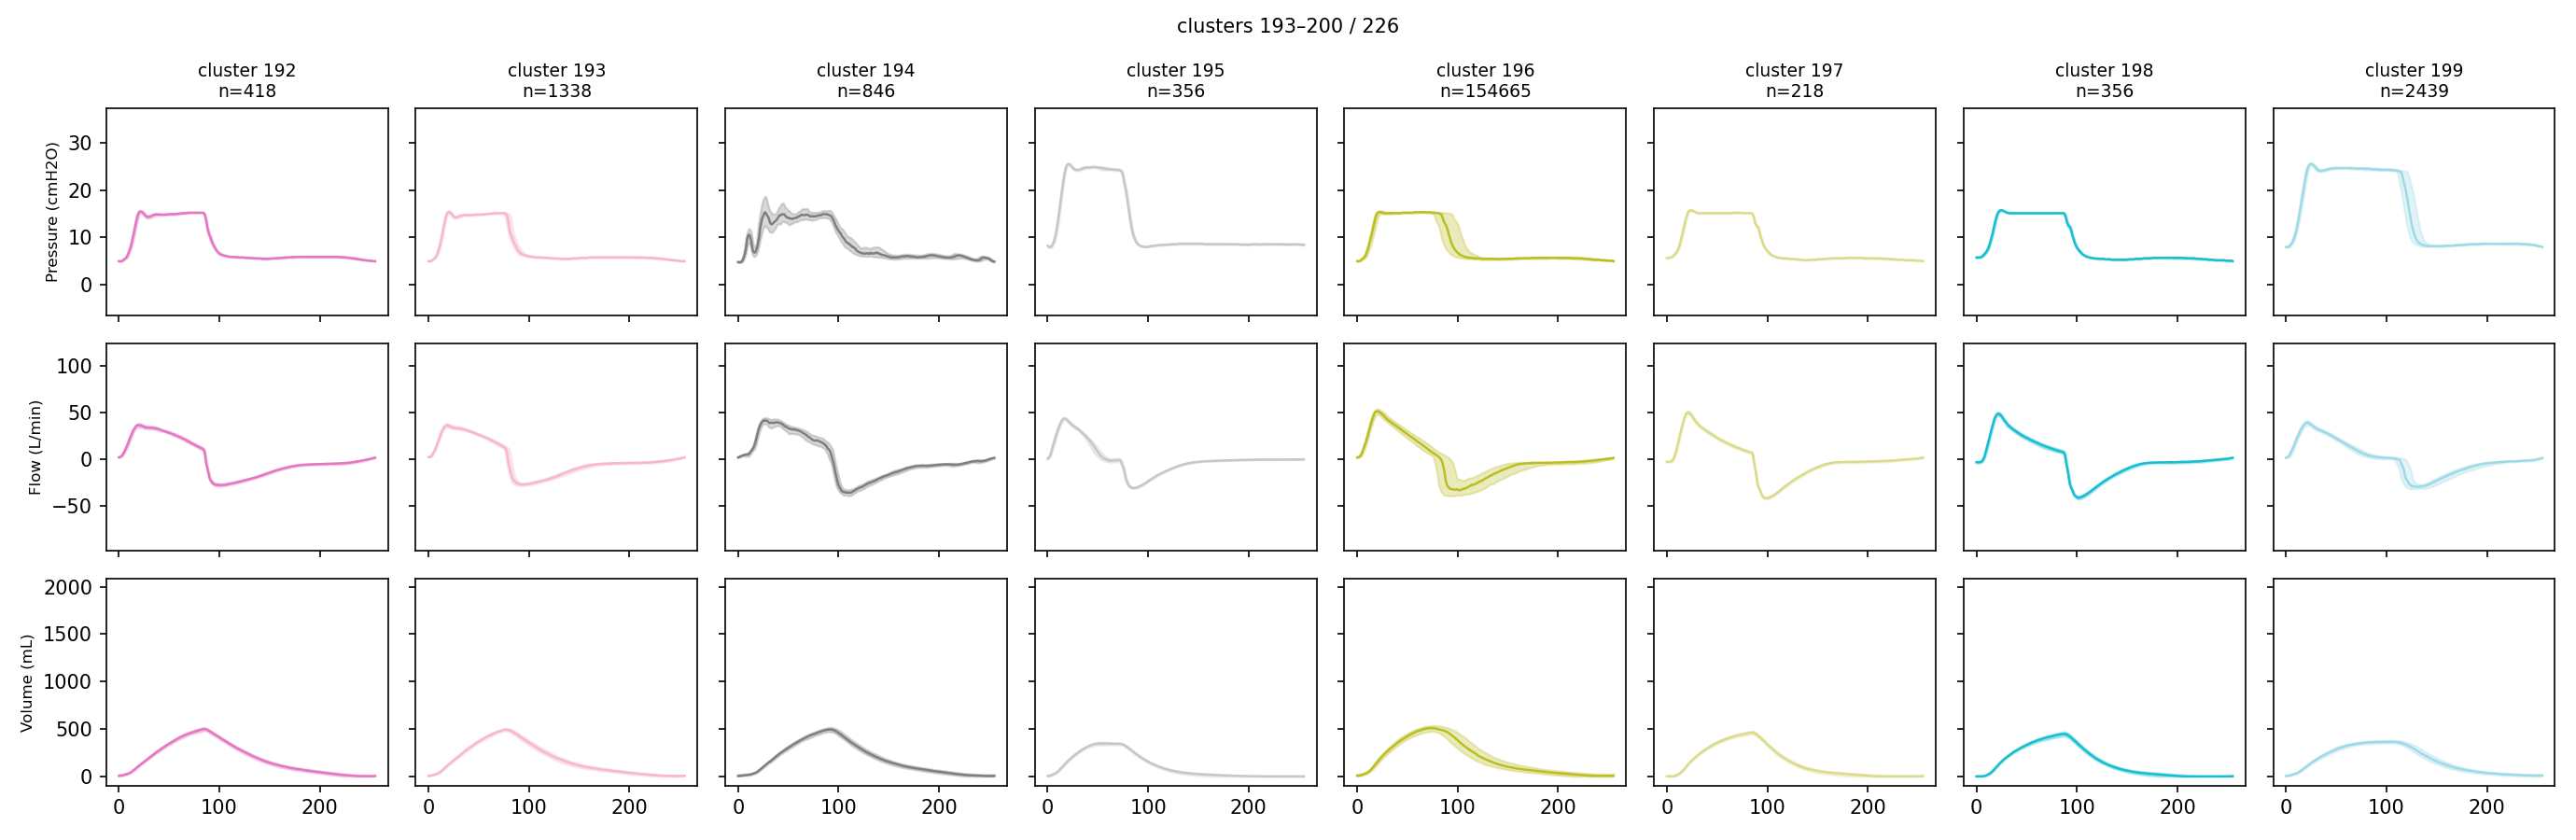 clusters 193–200 / 226
cluster 192
n=418
cluster 193
n=1338
cluster 194
n=846
cluster 195
n=356
cluster 196
n=154665
cluster 197
n=218
cluster 198
n=356
cluster 199
n=2439
Pressure (cmH2O)
30
20
10
0
Flow (L/min)
100
50
0
−50
Volume (mL)
2000
1500
1000
500
0
0 100 200
0 100 200
0 100 200
0 100 200
0 100 200
0 100 200
0 100 200
0 100 200